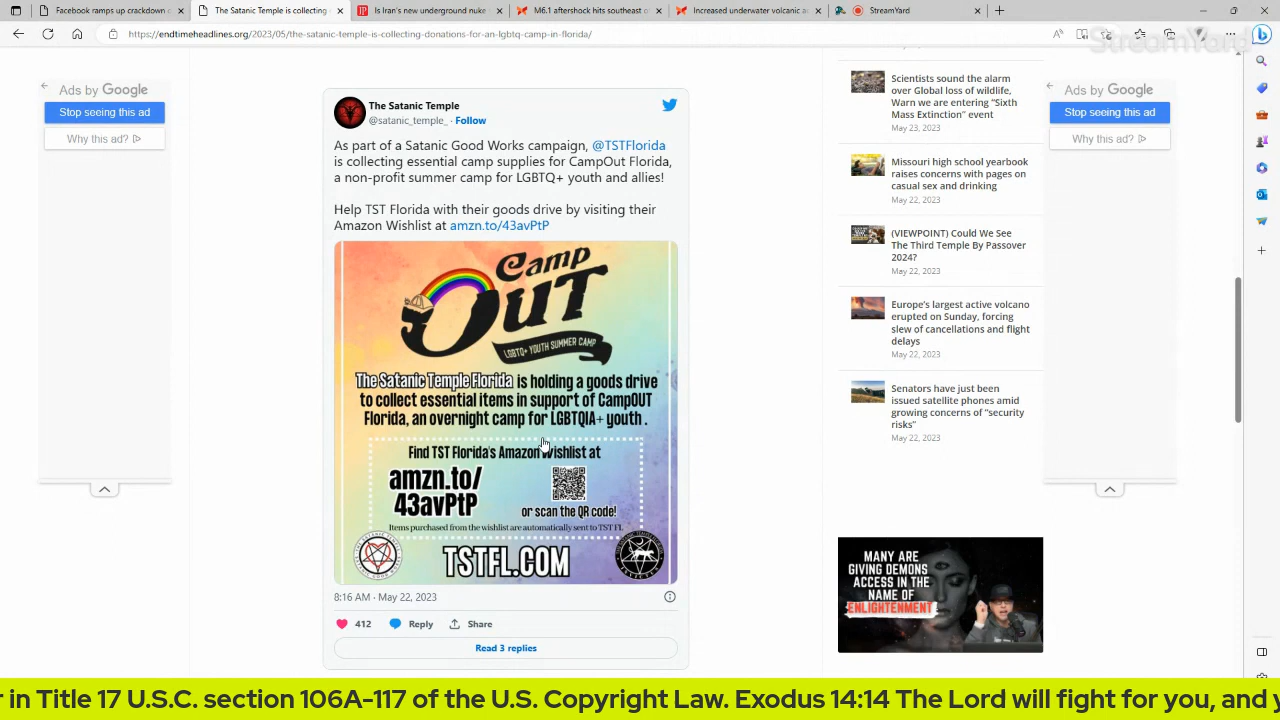 Facebook ramps up crackdown o
The Satanic Temple is collecting
Is Iran's new underground nuke
M6.1 aftershock hits southeast of
Increased underwater volcanic a
StreamYard
https://endtimeheadlines.org/2023/05/the-satanic-temple-is-collecting-donations-for-an-lgbtq-camp-in-florida/
StreamYard
Ads by Google
Stop seeing this ad
Why this ad?
The Satanic Temple
@satanic_temple_ · Follow
As part of a Satanic Good Works campaign, @TSTFlorida
is collecting essential camp supplies for CampOut Florida,
a non-profit summer camp for LGBTQ+ youth and allies!
Help TST Florida with their goods drive by visiting their
Amazon Wishlist at amzn.to/43avPtP
Camp
OUT
LGBTQ+ YOUTH SUMMER CAMP
The Satanic Temple Florida is holding a goods drive
to collect essential items in support of CampOUT
Florida, an overnight camp for LGBTQIA+ youth .
Find TST Florida's Amazon Wishlist at
amzn.to/
43avPtP
or scan the QR code!
Items purchased from the wishlist are automatically sent to TST FL
TSTFL.COM
8:16 AM · May 22, 2023
412
Reply
Share
Read 3 replies
Scientists sound the alarm
over Global loss of wildlife,
Warn we are entering “Sixth
Mass Extinction” event
May 23, 2023
Missouri high school yearbook
raises concerns with pages on
casual sex and drinking
May 22, 2023
(VIEWPOINT) Could We See
The Third Temple By Passover
2024?
May 22, 2023
Europe’s largest active volcano
erupted on Sunday, forcing
slew of cancellations and flight
delays
May 22, 2023
Senators have just been
issued satellite phones amid
growing concerns of “security
risks”
May 22, 2023
MANY ARE
GIVING DEMONS
ACCESS IN THE
NAME OF
ENLIGHTENMENT
Ads by Google
Stop seeing this ad
Why this ad?
r in Title 17 U.S.C. section 106A-117 of the U.S. Copyright Law. Exodus 14:14 The Lord will fight for you, and y